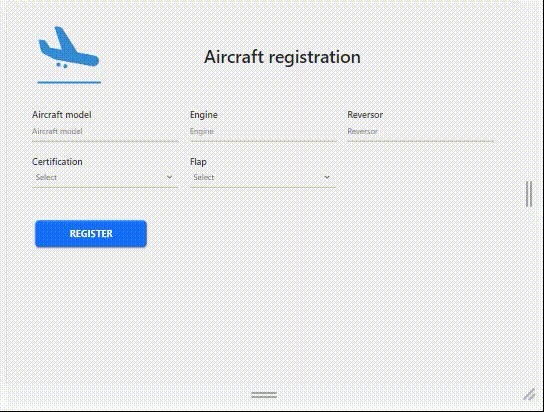 Aircraft registration
Aircraft model Engine Reversor
Aircraft model Engine Reversor
Certification Flap
Select Select
REGISTER